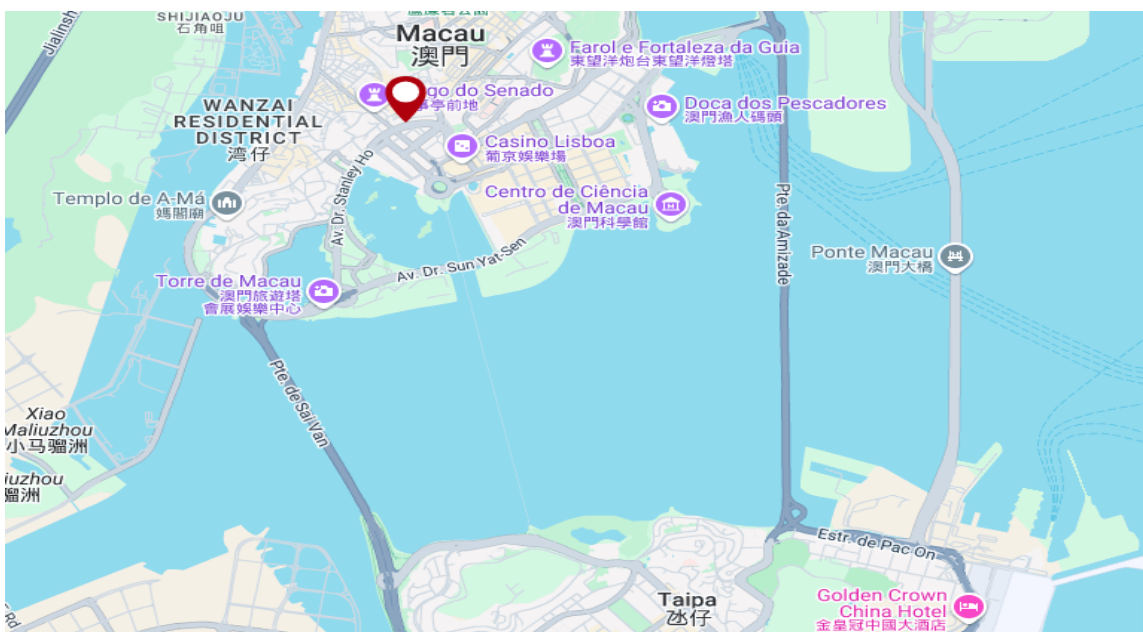 SHIJIAOJU
石角咀
Jialinsh
Macau
澳門
Farol e Fortaleza da Guia
東望洋炮台東望洋燈塔
go do Senado
亭前地
WANZAI
RESIDENTIAL
DISTRICT
湾仔
Doca dos Pescadores
澳門漁人碼頭
Casino Lisboa
葡京娛樂場
Av. Dr. Stanley Ho
Templo de A-Má
媽閣廟
Centro de Ciência
de Macau
澳門科學館
Pte. da Amizade
Av. Dr. Sun Yat-Sen
Ponte Macau
澳門大橋
Torre de Macau
澳門旅遊塔
會展娛樂中心
Pte. de Sai Van
Xiao
Maliuzhou
小马骝洲
iuzhou
骝洲
Estr. de Pac On
Taipa
氹仔
Golden Crown
China Hotel
金皇冠中國大酒店
Rd